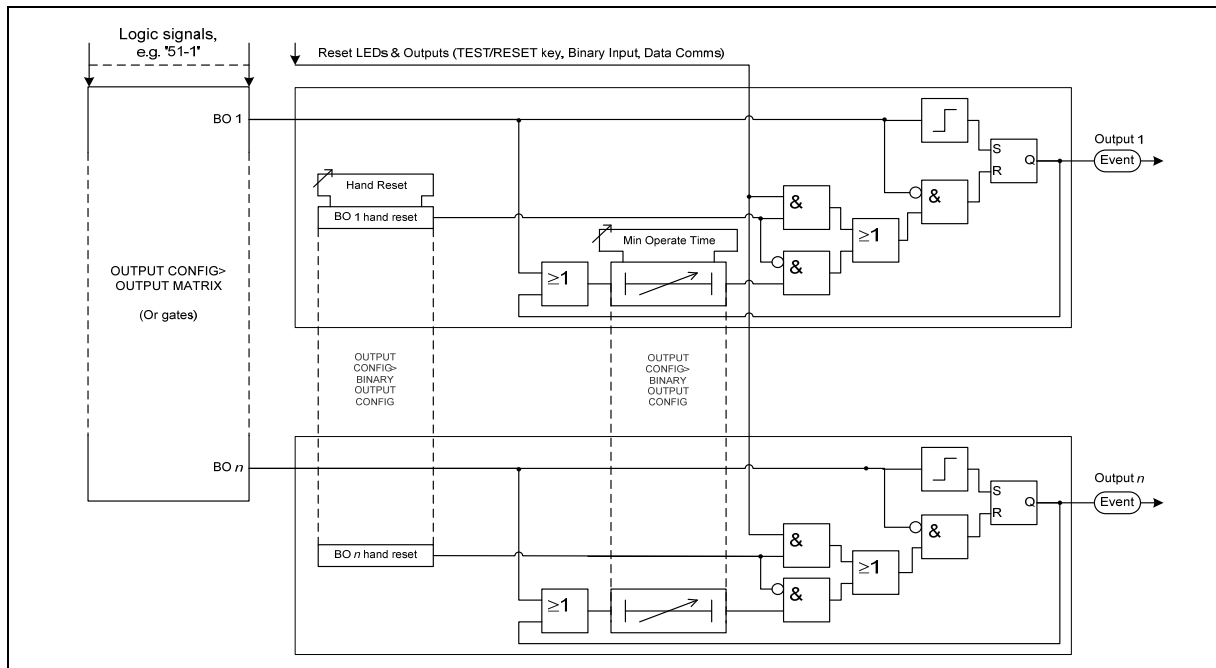 Logic signals,
e.g. "51-1"
Reset LEDs & Outputs (TEST/RESET key, Binary Input, Data Comms)
BO 1
Output 1
S
Q
R
Event
Hand Reset
&
&
BO 1 hand reset
≥1
Min Operate Time
&
≥1
OUTPUT CONFIG>
OUTPUT MATRIX
(Or gates)
OUTPUT
CONFIG>
BINARY
OUTPUT
CONFIG
OUTPUT
CONFIG>
BINARY
OUTPUT
CONFIG
BO n
Output n
S
Q
R
Event
&
&
BO n hand reset
≥1
&
≥1